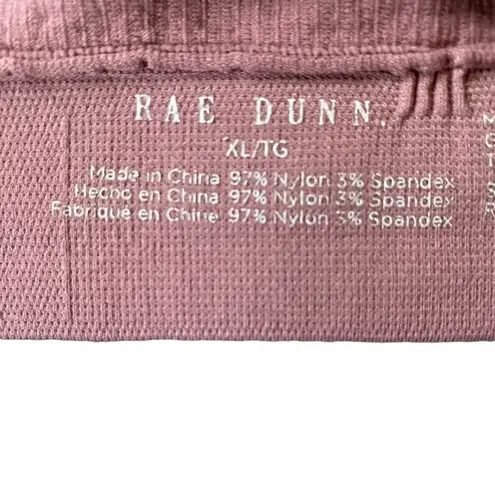 RAE DUNN.
XL/TG
Made in China 97% Nylon 3% Spandex
Hecho en China 97% Nylon 3% Spandex
Fabriqué en Chine 97% Nylon 3% Spandex